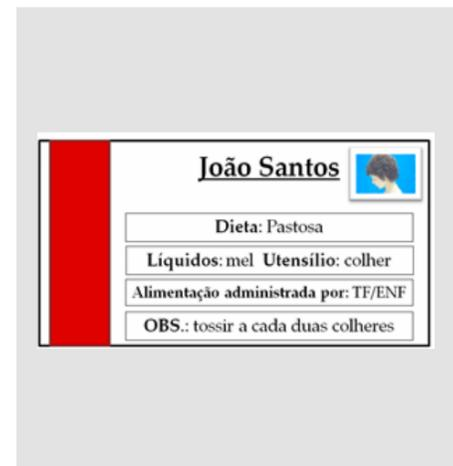 João Santos
Dieta: Pastosa
Líquidos: mel Utensílio: colher
Alimentação administrada por: TF/ENF
OBS.: tossir a cada duas colheres